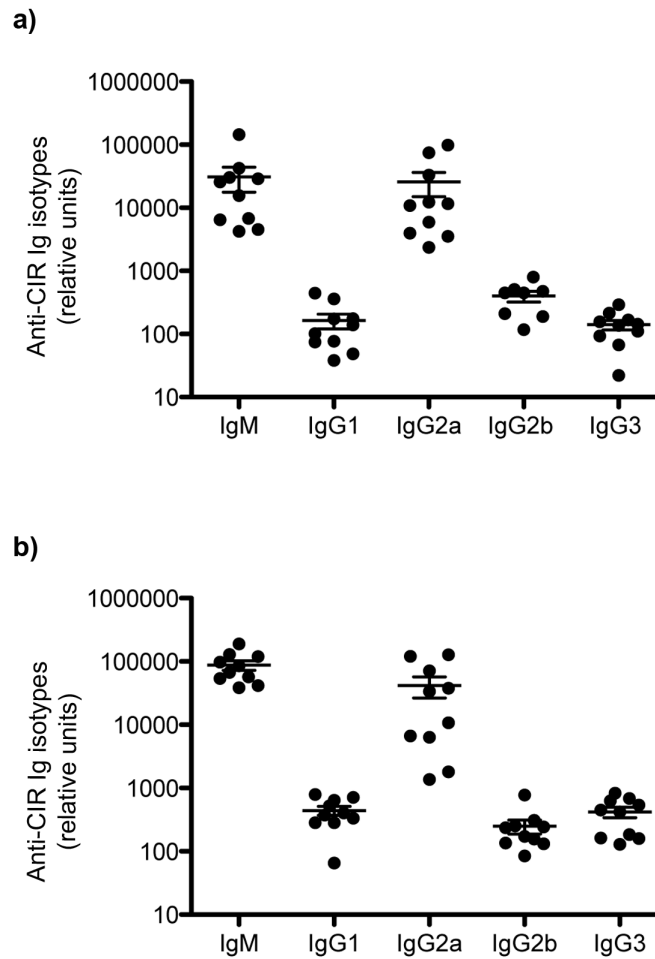 a)
Anti-CIR Ig isotypes
(relative units)
1000000
100000
10000
1000
100
10
IgM IgG1 IgG2a IgG2b IgG3
b)
Anti-CIR Ig isotypes
(relative units)
1000000
100000
10000
1000
100
10
IgM IgG1 IgG2a IgG2b IgG3